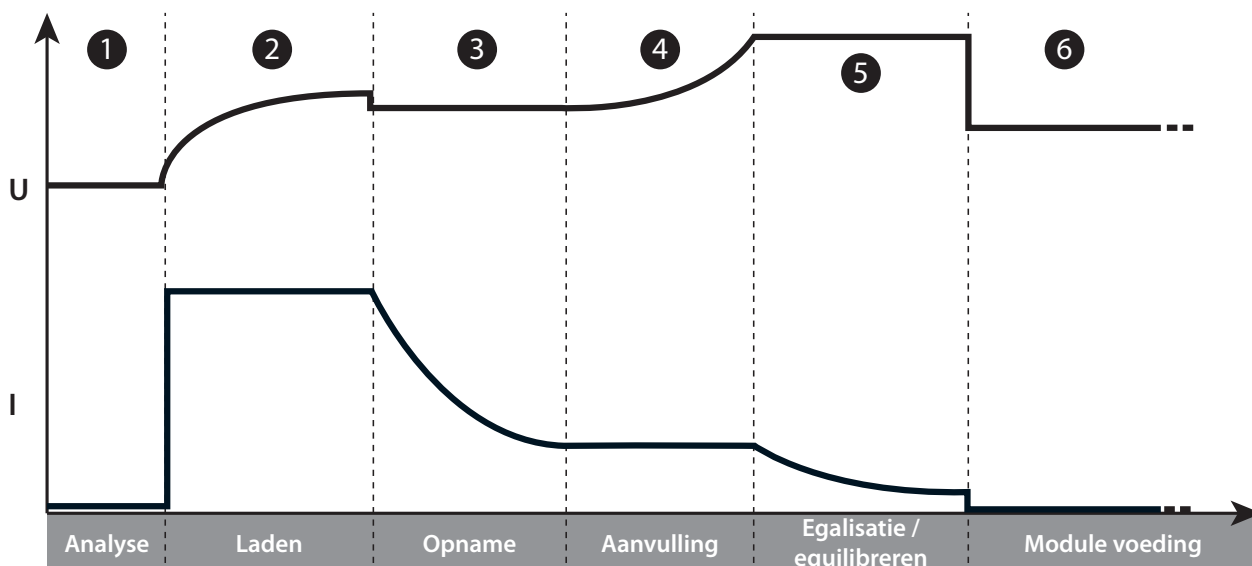 1
2
3
4
5
6
U
I
Analyse
Laden
Opname
Aanvulling
Egalisatie /
equilibreren
Module voeding